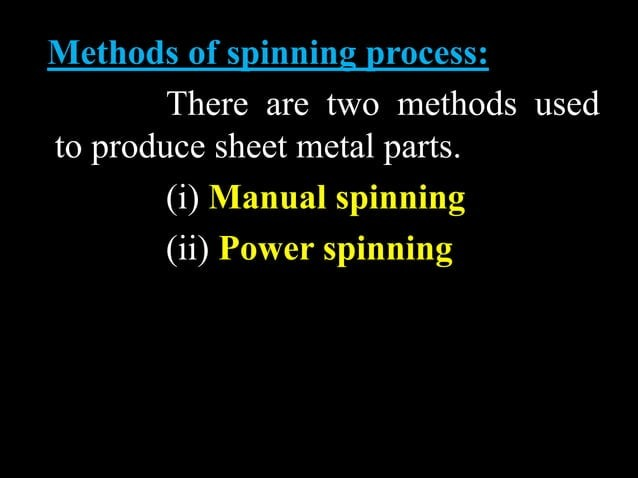 Methods of spinning process:
There are two methods used
to produce sheet metal parts.
(i) Manual spinning
(ii) Power spinning